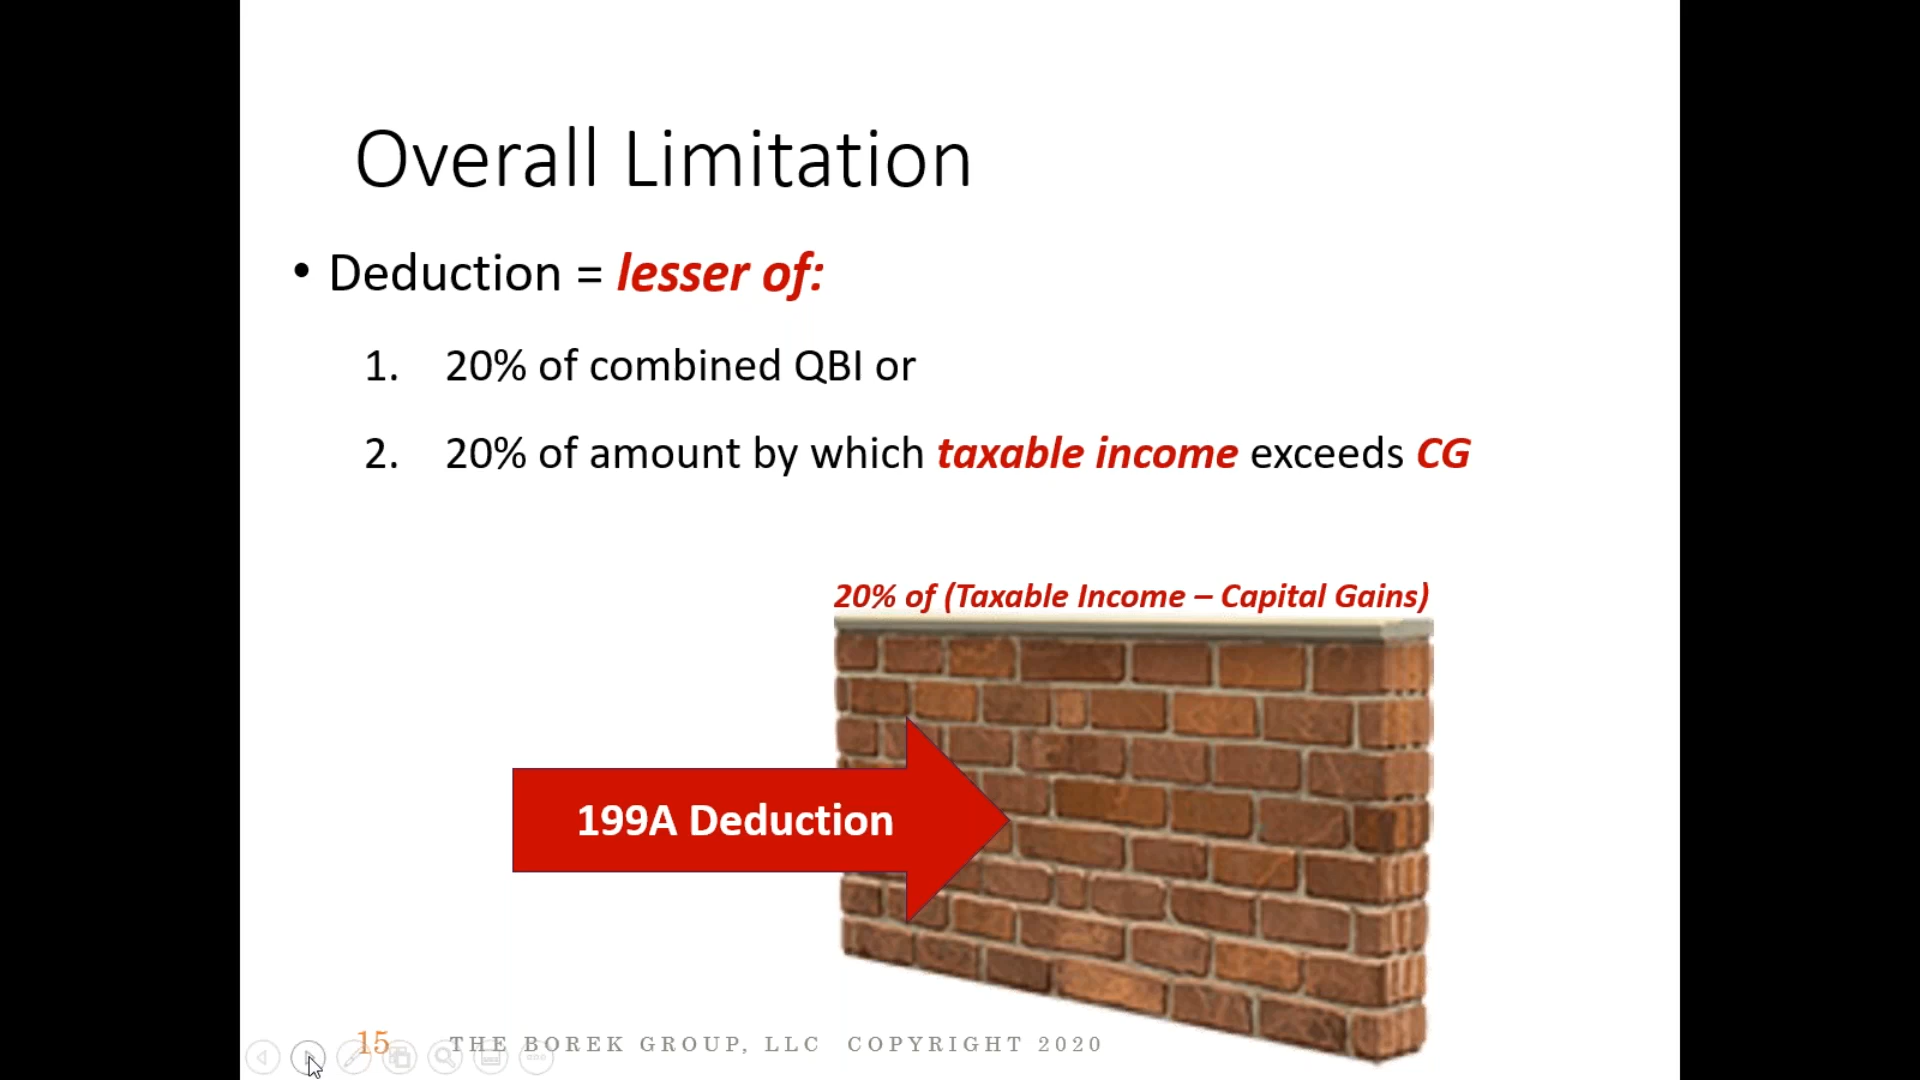 Overall Limitation
• Deduction = lesser of:
1. 20% of combined QBI or
2. 20% of amount by which taxable income exceeds CG
20% of (Taxable Income – Capital Gains)
199A Deduction
15 THE BOREK GROUP, LLC COPYRIGHT 2020